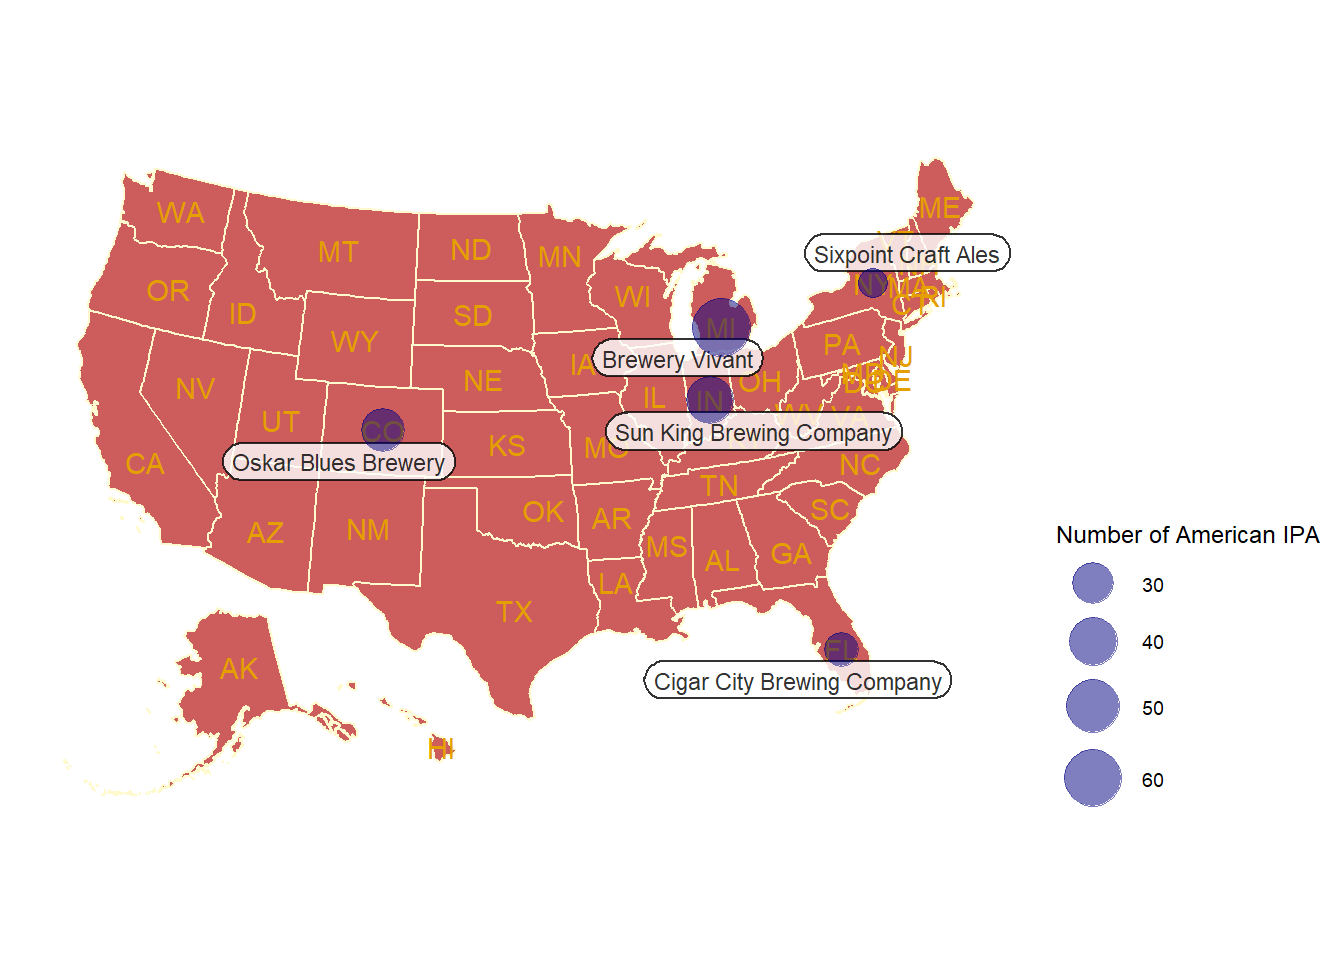 ME
WA
VT
MT
ND
MN
Sixpoint Craft Ales
OR
ID
SD
WI
NY
MA
CT
RI
WY
MI
PA
NJ
Brewery Vivant
IA
NV
NE
OH
MD
DC
DE
IL
IN
UT
CO
WV
VA
Sun King Brewing Company
KS
MO
CA
Oskar Blues Brewery
NC
TN
OK
AR
SC
AZ
NM
MS
AL
GA
LA
TX
FL
AK
Cigar City Brewing Company
HI
Number of American IPA
30
40
50
60